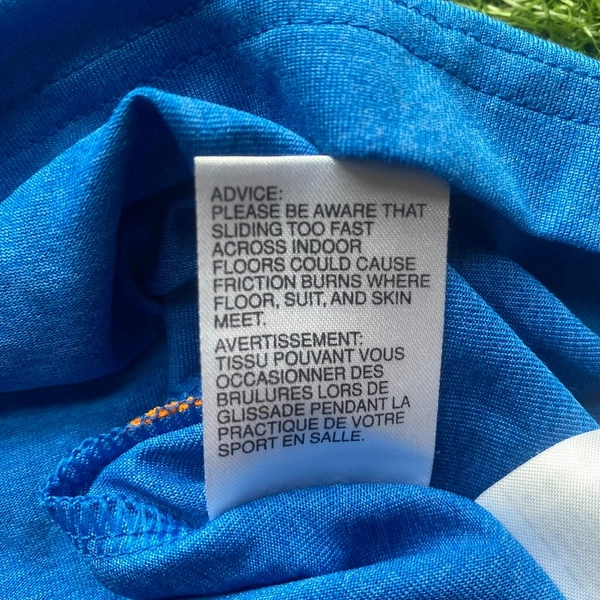 ADVICE:
PLEASE BE AWARE THAT
SLIDING TOO FAST
ACROSS INDOOR
FLOORS COULD CAUSE
FRICTION BURNS WHERE
FLOOR, SUIT, AND SKIN
MEET.
AVERTISSEMENT:
TISSU POUVANT VOUS
OCCASIONNER DES
BRULURES LORS DE
GLISSADE PENDANT LA
PRACTIQUE DE VOTRE
SPORT EN SALLE.